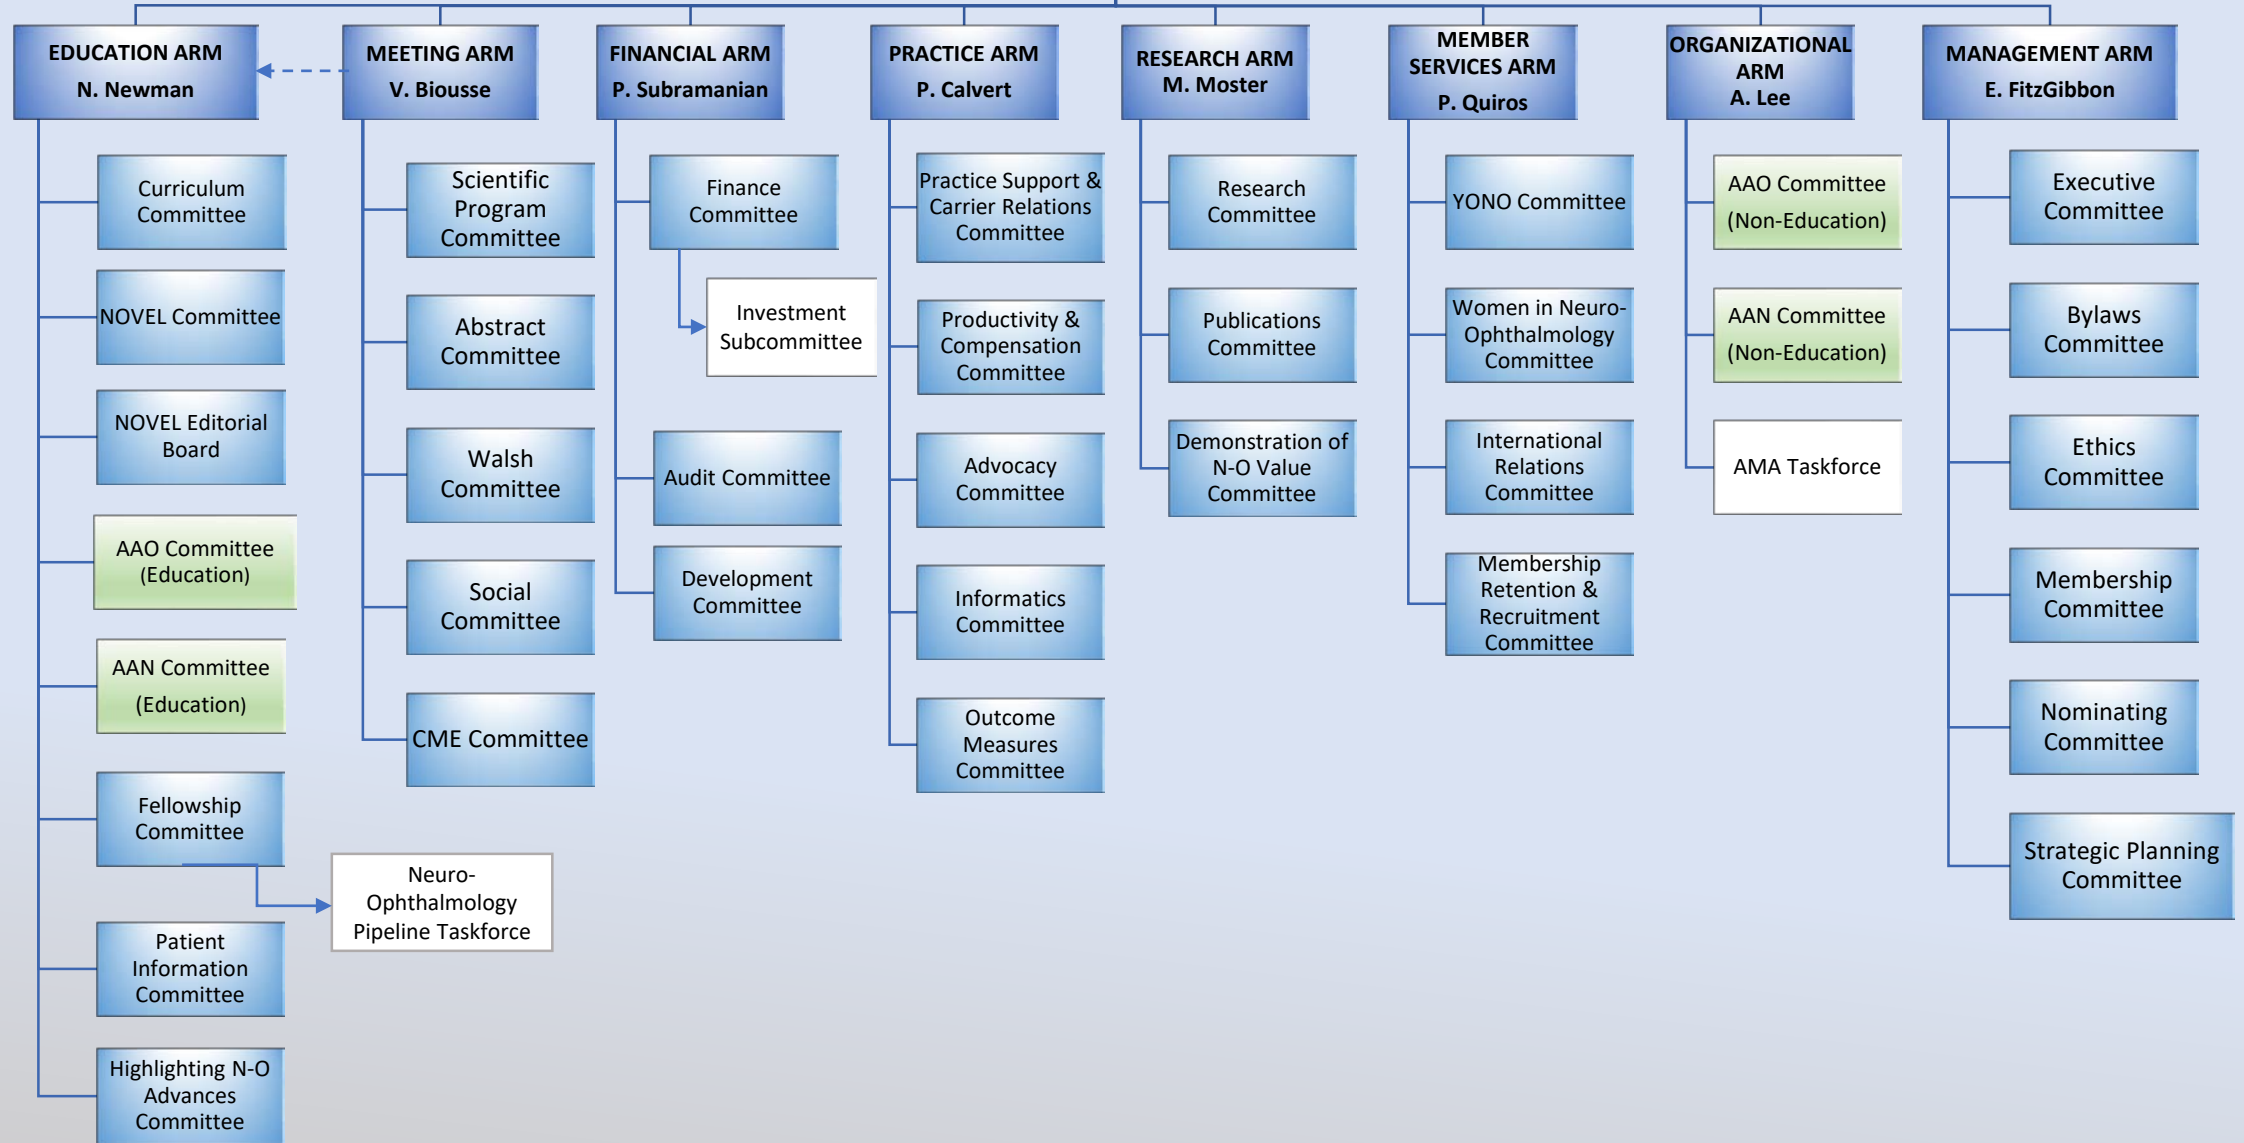 EDUCATION ARM
N. Newman
MEETING ARM
V. Biousse
FINANCIAL ARM
P. Subramanian
PRACTICE ARM
P. Calvert
RESEARCH ARM
M. Moster
MEMBER
SERVICES ARM
P. Quiros
ORGANIZATIONAL
ARM
A. Lee
MANAGEMENT ARM
E. FitzGibbon
Curriculum
Committee
NOVEL Committee
NOVEL Editorial
Board
AAO Committee
(Education)
AAN Committee
(Education)
Fellowship
Committee
Neuro-
Ophthalmology
Pipeline Taskforce
Patient
Information
Committee
Highlighting N-O
Advances
Committee
Scientific
Program
Committee
Abstract
Committee
Walsh
Committee
Social
Committee
CME Committee
Finance
Committee
Investment
Subcommittee
Audit Committee
Development
Committee
Practice Support &
Carrier Relations
Committee
Productivity &
Compensation
Committee
Advocacy
Committee
Informatics
Committee
Outcome
Measures
Committee
Research
Committee
Publications
Committee
Demonstration of
N-O Value
Committee
YONO Committee
Women in Neuro-
Ophthalmology
Committee
International
Relations
Committee
Membership
Retention &
Recruitment
Committee
AAO Committee
(Non-Education)
AAN Committee
(Non-Education)
AMA Taskforce
Executive
Committee
Bylaws
Committee
Ethics
Committee
Membership
Committee
Nominating
Committee
Strategic Planning
Committee